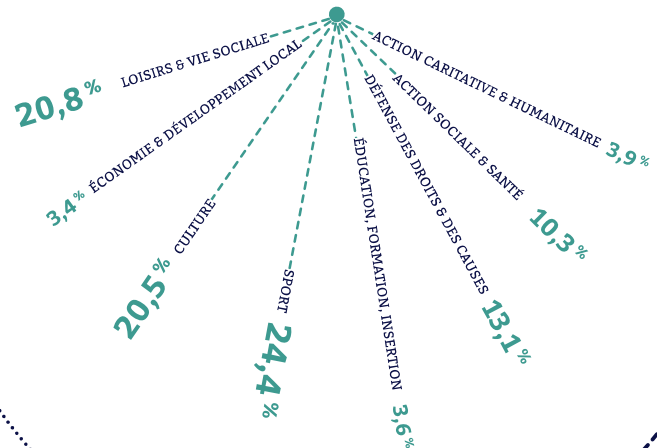 LOISIRS & VIE SOCIALE
20,8%
ÉCONOMIE & DÉVELOPPEMENT LOCAL
3,4%
CULTURE
20,5%
SPORT
24,4%
ÉDUCATION, FORMATION, INSERTION
3,6%
DÉFENSE DES DROITS & DES CAUSES
13,1%
ACTION SOCIALE & SANTÉ
10,3%
ACTION CARITATIVE & HUMANITAIRE
3,9%